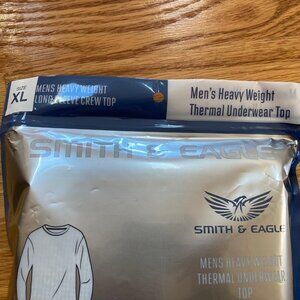 SIZE
XL
MENS HEAVY WEIGHT
LONG SLEEVE CREW TOP
Men's Heavy Weight
Thermal Underwear Top
SMITH & EAGLE
SMITH & EAGLE
MENS HEAVY WEIGHT
THERMAL UNDERWEAR
TOP